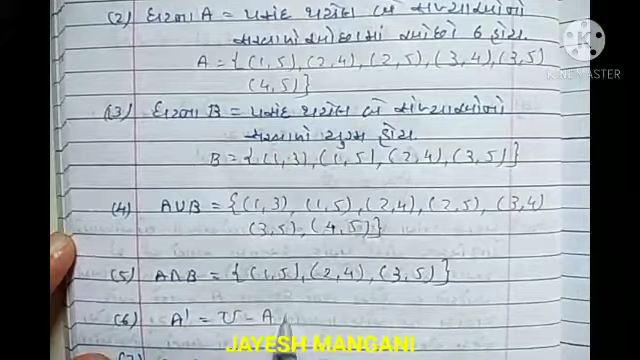 (2) ઘટના A = પસંદ થયેલ બે સંખ્યાઓનો
સરવાળો ઓછામાં ઓછો 6 હોય.
A = {(1,5),(2,4),(2,5),(3,4),(3,5)
(4,5)}
(3) ઘટના B = પસંદ થયેલ બે સંખ્યાઓનો
સરવાળો યુગ્મ હોય.
B = {(1,3),(1,5),(2,4),(3,5)}
(4) A∪B = {(1,3),(1,5),(2,4),(2,5),(3,4)
(3,5),(4,5)}
(5) A∩B = {(1,5),(2,4),(3,5)}
(6) A' = U - A
KINEMASTER
JAYESH MANGANI